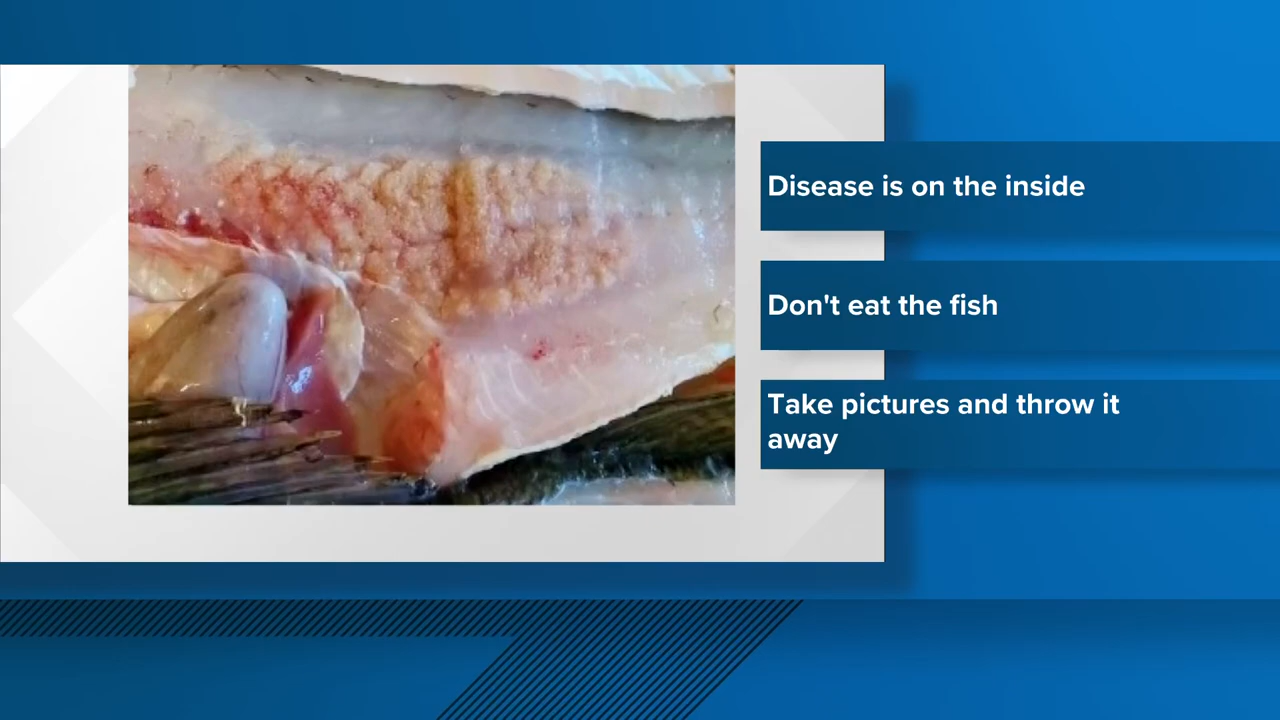 Disease is on the inside
Don't eat the fish
Take pictures and throw it
away